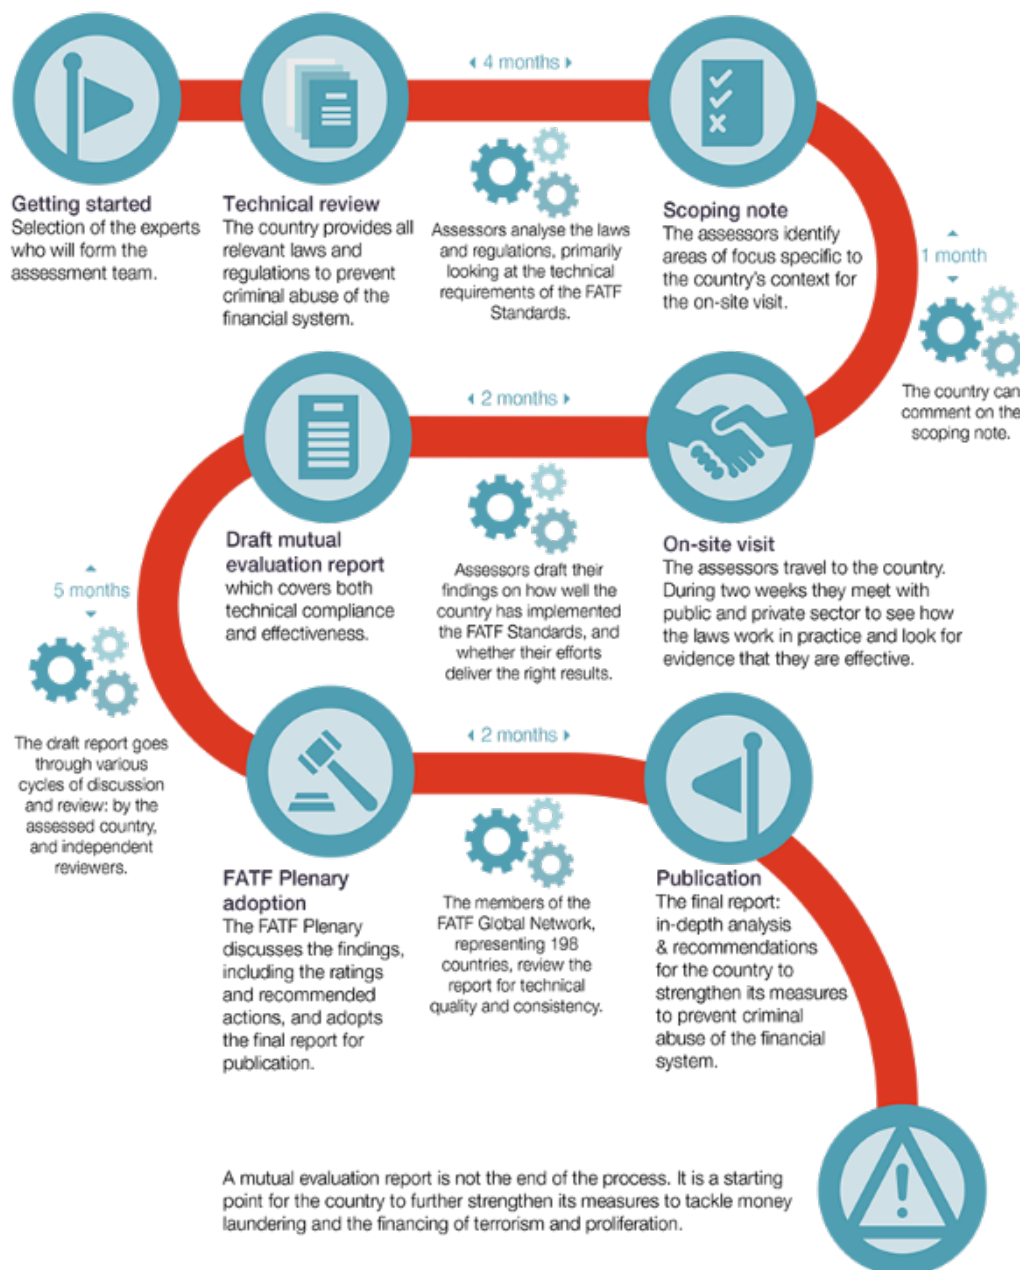 4 months
Getting started
Selection of the experts
who will form the
assessment team.
Technical review
The country provides all
relevant laws and
regulations to prevent
criminal abuse of the
financial system.
Assessors analyse the laws
and regulations, primarily
looking at the technical
requirements of the FATF
Standards.
Scoping note
The assessors identify
areas of focus specific to
the country's context for
the on-site visit.
1 month
The country can
comment on the
scoping note.
2 months
On-site visit
The assessors travel to the country.
During two weeks they meet with
public and private sector to see how
the laws work in practice and look for
evidence that they are effective.
Assessors draft their
findings on how well the
country has implemented
the FATF Standards, and
whether their efforts
deliver the right results.
Draft mutual
evaluation report
which covers both
technical compliance
and effectiveness.
5 months
The draft report goes
through various
cycles of discussion
and review: by the
assessed country,
and independent
reviewers.
2 months
FATF Plenary
adoption
The FATF Plenary
discusses the findings,
including the ratings
and recommended
actions, and adopts
the final report for
publication.
The members of the
FATF Global Network,
representing 198
countries, review the
report for technical
quality and consistency.
Publication
The final report:
in-depth analysis
& recommendations
for the country to
strengthen its measures
to prevent criminal
abuse of the financial
system.
A mutual evaluation report is not the end of the process. It is a starting
point for the country to further strengthen its measures to tackle money
laundering and the financing of terrorism and proliferation.